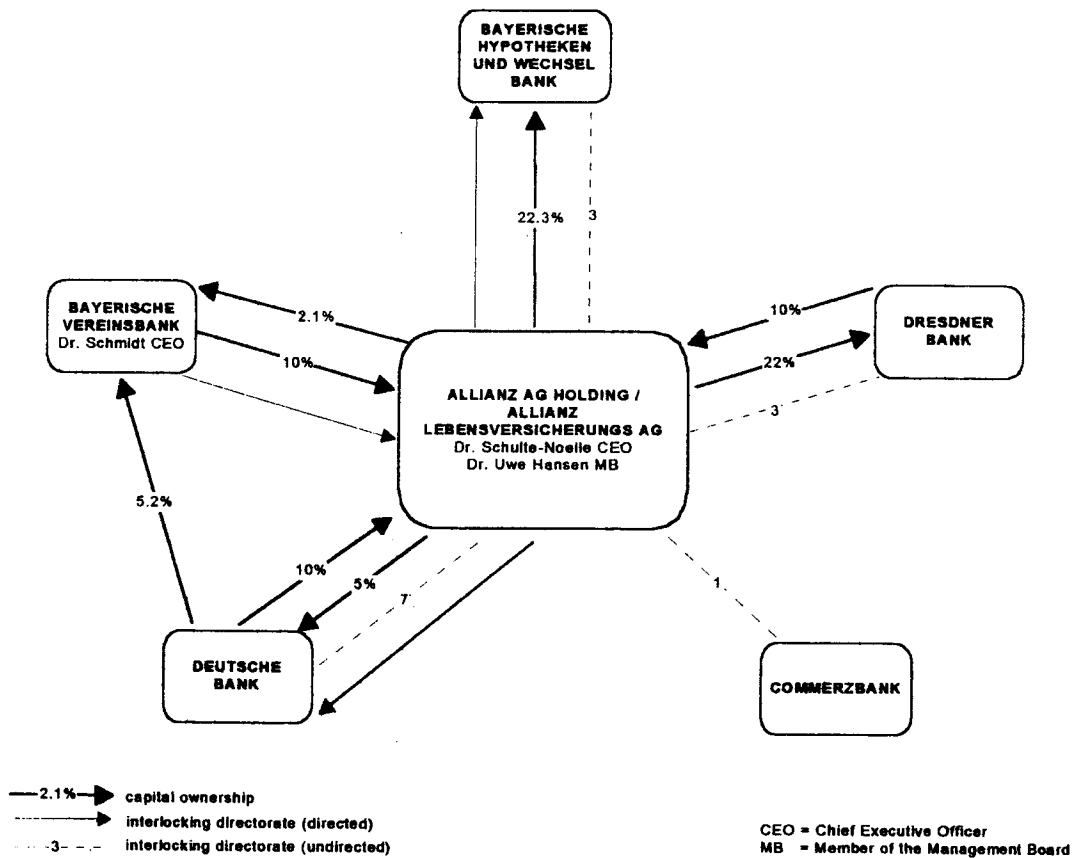 BAYERISCHE
HYPOTHEKEN
UND WECHSEL
BANK
22.3%
3
BAYERISCHE
VEREINSBANK
Dr. Schmidt CEO
2.1%
10%
10%
22%
3
DRESDNER
BANK
ALLIANZ AG HOLDING /
ALLIANZ
LEBENSVERSICHERUNGS AG
Dr. Schulte-Noelle CEO
Dr. Uwe Hansen MB
5.2%
10%
5%
7
1
DEUTSCHE
BANK
COMMERZBANK
2.1% capital ownership
interlocking directorate (directed)
3 interlocking directorate (undirected)
CEO = Chief Executive Officer
MB = Member of the Management Board